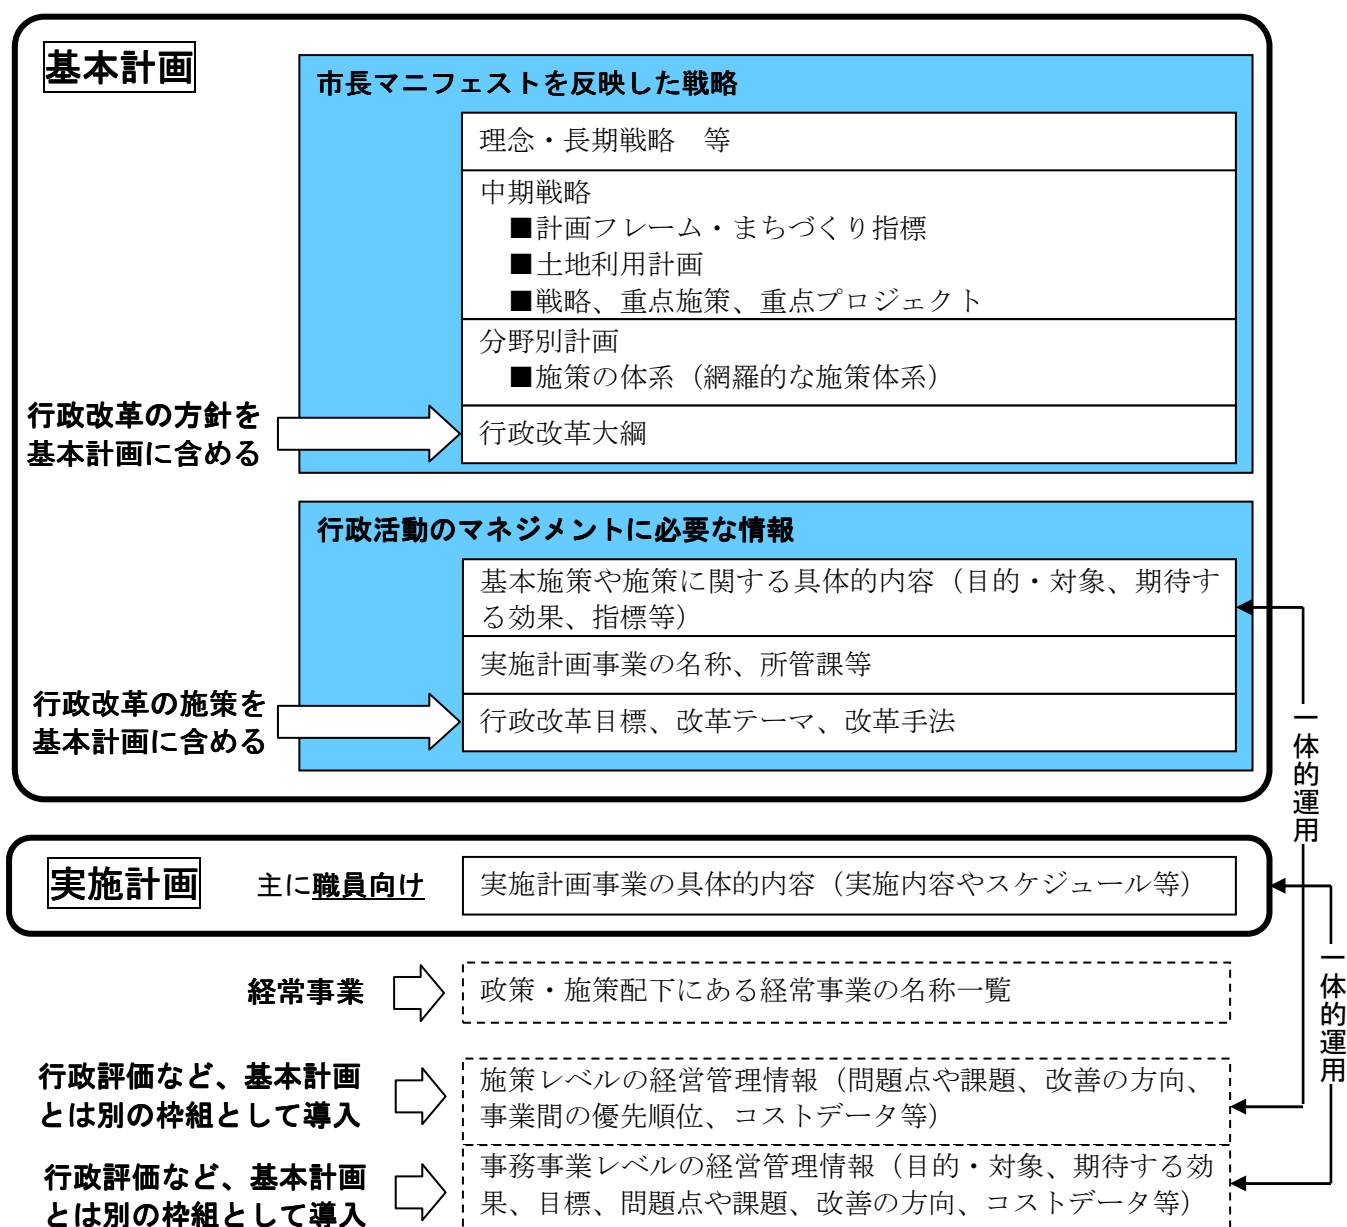 基本計画
市長マニフェストを反映した戦略
理念・長期戦略　等
中期戦略
■計画フレーム・まちづくり指標
■土地利用計画
■戦略、重点施策、重点プロジェクト
分野別計画
■施策の体系（網羅的な施策体系）
行政改革の方針を
基本計画に含める
行政改革大綱
行政活動のマネジメントに必要な情報
基本施策や施策に関する具体的内容（目的・対象、期待す
る効果、指標等）
実施計画事業の名称、所管課等
行政改革の施策を
基本計画に含める
行政改革目標、改革テーマ、改革手法
一体的運用
実施計画
主に職員向け
実施計画事業の具体的内容（実施内容やスケジュール等）
経常事業
政策・施策配下にある経常事業の名称一覧
一体的運用
行政評価など、基本計画
とは別の枠組として導入
施策レベルの経営管理情報（問題点や課題、改善の方向、
事業間の優先順位、コストデータ等）
行政評価など、基本計画
とは別の枠組として導入
事務事業レベルの経営管理情報（目的・対象、期待する効
果、目標、問題点や課題、改善の方向、コストデータ等）